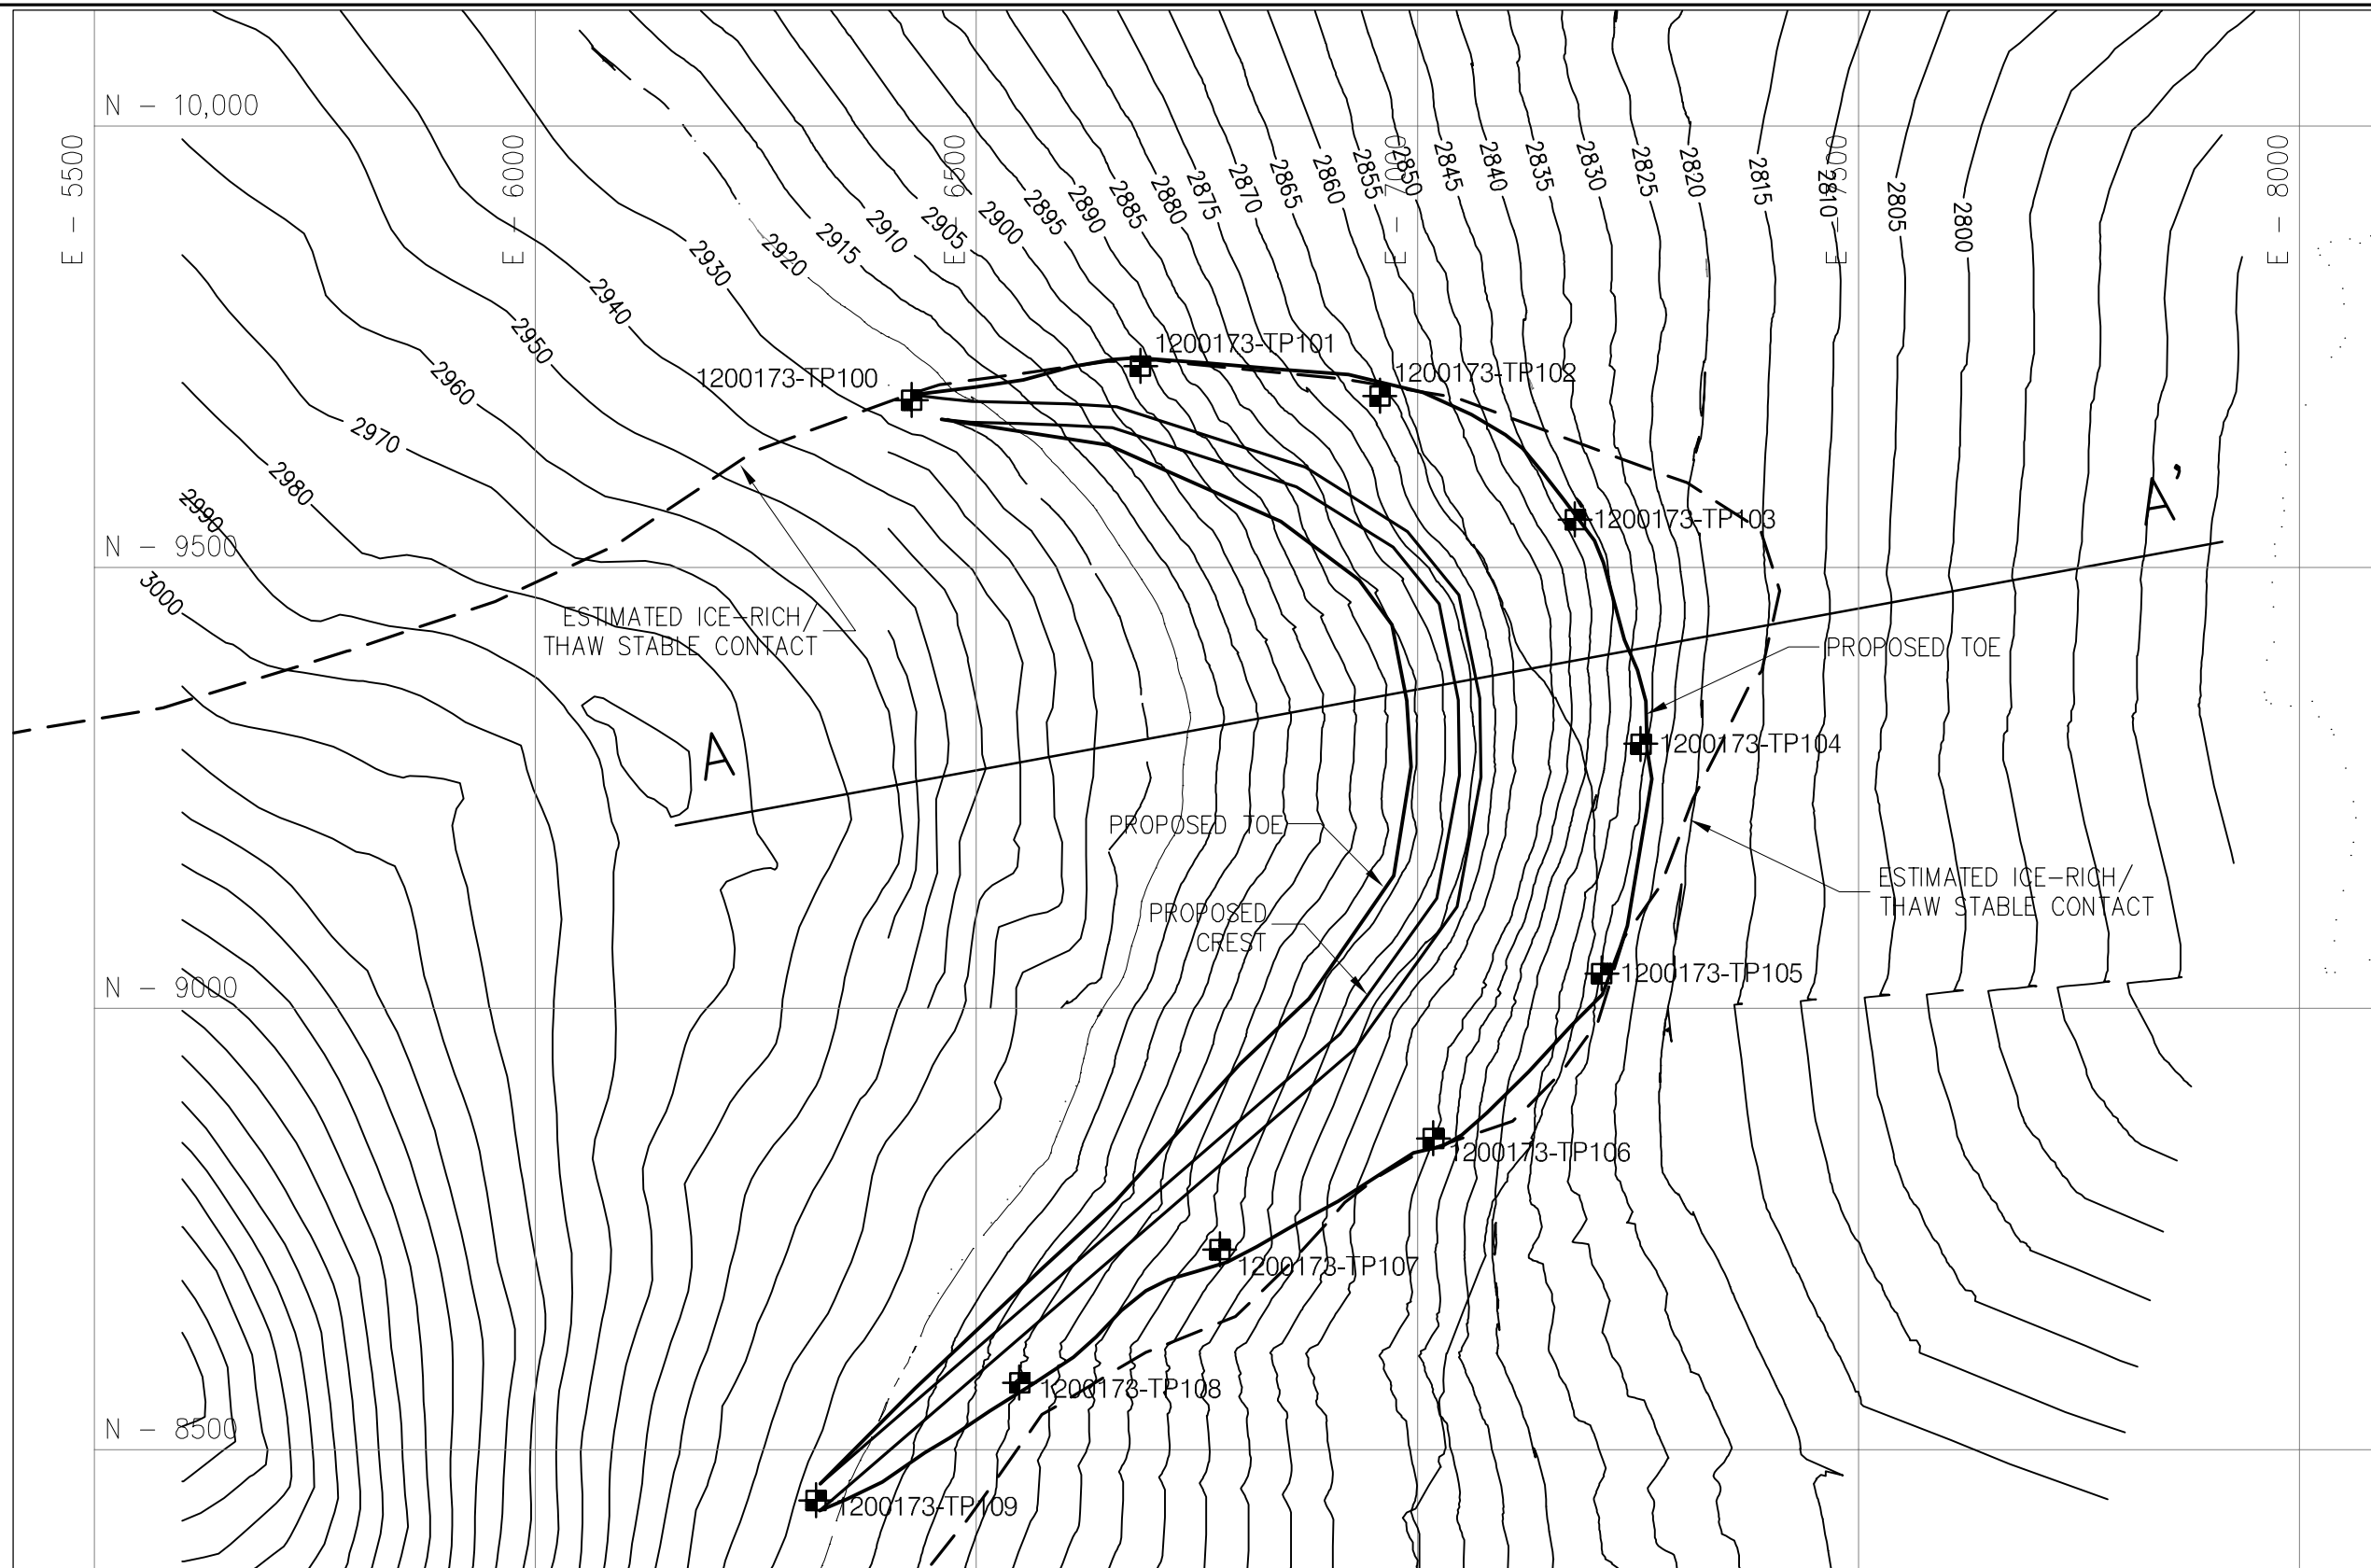 N - 10,000
E - 5500
E - 6000
E - 6500
E - 7000
E - 7500
E - 8000
2920
2915
2910
2905
2900
2895
2890
2885
2880
2875
2870
2865
2860
2855
2850
2845
2840
2835
2830
2825
2820
2815
2810
2805
2800
2930
2940
2950
2960
2970
2980
2990
3000
1200173-TP100
1200173-TP101
1200173-TP102
1200173-TP103
A'
N - 9500
ESTIMATED ICE-RICH/
THAW STABLE CONTACT
PROPOSED TOE
1200173-TP104
A
PROPOSED TOE
PROPOSED
CREST
ESTIMATED ICE-RICH/
THAW STABLE CONTACT
N - 9000
1200173-TP105
1200173-TP106
1200173-TP107
1200173-TP108
N - 8500
1200173-TP109